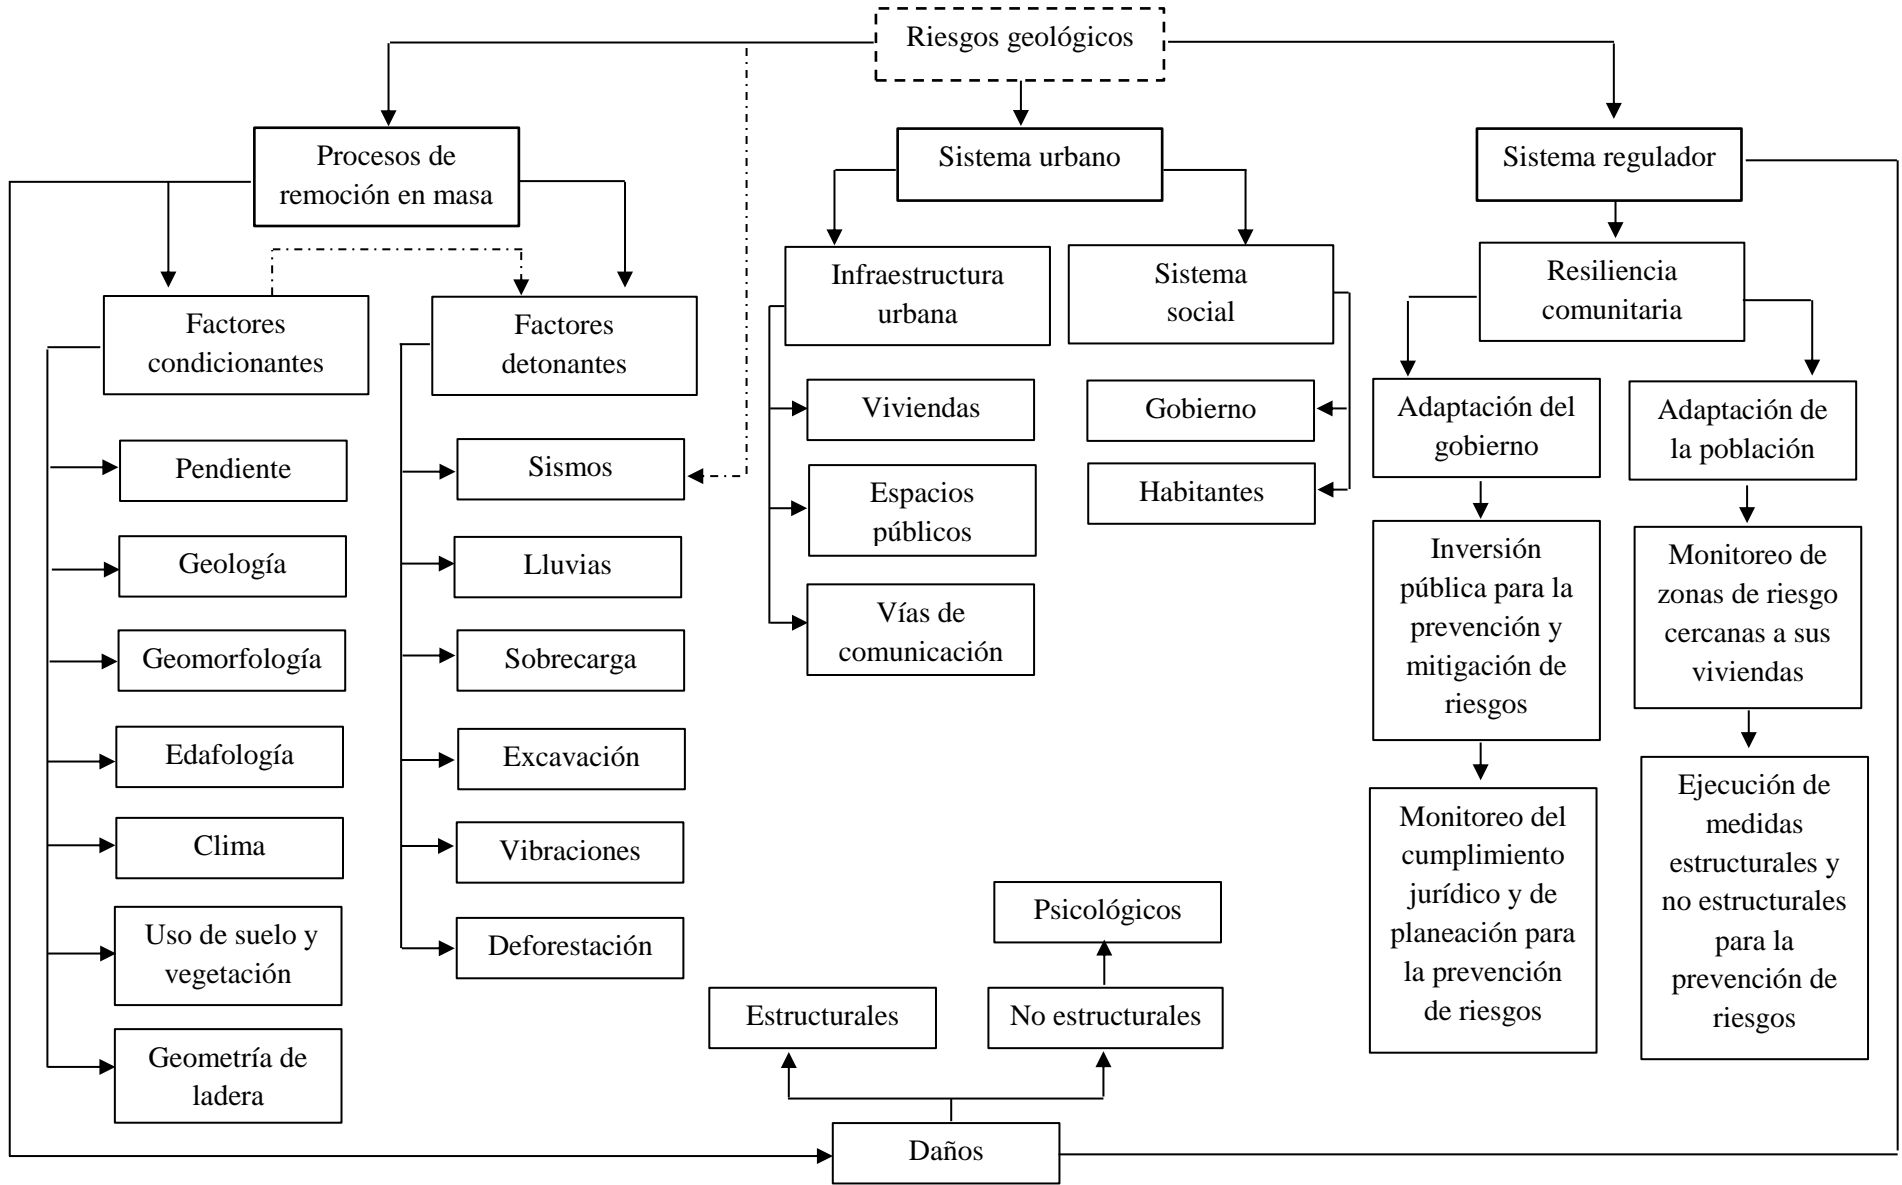 Riesgos geológicos
Procesos de
remoción en masa
Factores
condicionantes
Pendiente
Geología
Geomorfología
Edafología
Clima
Uso de suelo y
vegetación
Geometría de
ladera
Factores
detonantes
Sismos
Lluvias
Sobrecarga
Excavación
Vibraciones
Deforestación
Sistema urbano
Infraestructura
urbana
Viviendas
Espacios
públicos
Vías de
comunicación
Sistema
social
Gobierno
Habitantes
Sistema regulador
Resiliencia
comunitaria
Adaptación del
gobierno
Inversión
pública para la
prevención y
mitigación de
riesgos
Monitoreo del
cumplimiento
jurídico y de
planeación para
la prevención
de riesgos
Adaptación de
la población
Monitoreo de
zonas de riesgo
cercanas a sus
viviendas
Ejecución de
medidas
estructurales y
no estructurales
para la
prevención de
riesgos
Psicológicos
Estructurales
No estructurales
Daños